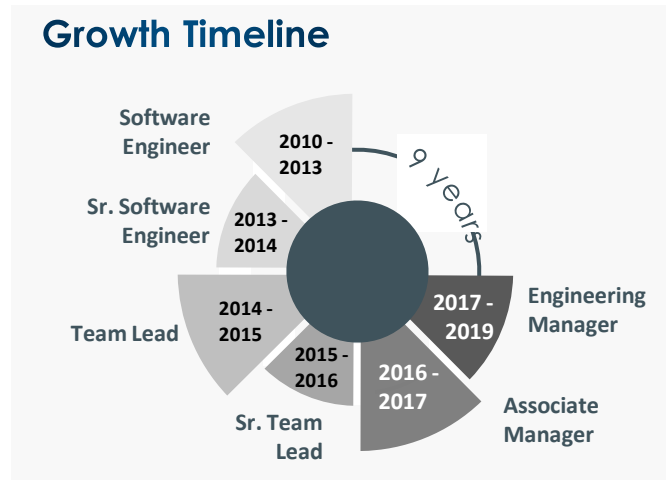 Growth Timeline
Software
Engineer
2010 -
2013
Sr. Software
Engineer
2013 -
2014
Team Lead
2014 -
2015
Sr. Team
Lead
2015 -
2016
Associate
Manager
2016 -
2017
Engineering
Manager
2017 -
2019
9 years